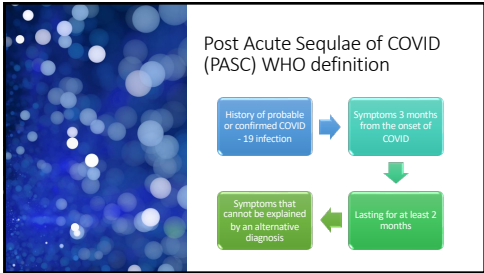 Post Acute Sequlae of COVID
(PASC) WHO definition
History of probable
or confirmed COVID
- 19 infection
Symptoms 3 months
from the onset of
COVID
Lasting for at least 2
months
Symptoms that
cannot be explained
by an alternative
diagnosis